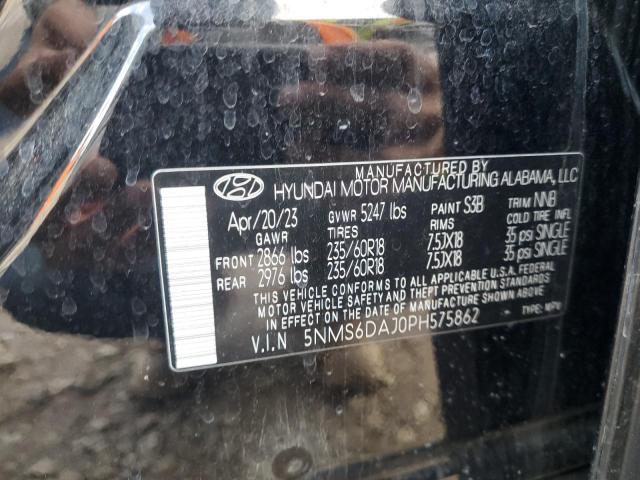 MANUFACTURED BY
HYUNDAI MOTOR MANUFACTURING ALABAMA, LLC
Apr/20/23 GVWR 5247 lbs PAINT S3B TRIM NNB
GAWR TIRES RIMS COLD TIRE INFL
FRONT 2866 lbs 235/60R18 7.5JX18 35 psi SINGLE
REAR 2976 lbs 235/60R18 7.5JX18 35 psi SINGLE
THIS VEHICLE CONFORMS TO ALL APPLICABLE U.S.A. FEDERAL
MOTOR VEHICLE SAFETY AND THEFT PREVENTION STANDARDS
IN EFFECT ON THE DATE OF MANUFACTURE SHOWN ABOVE.
V.I.N 5NMS6DAJ0PH575862 TYPE: MPV